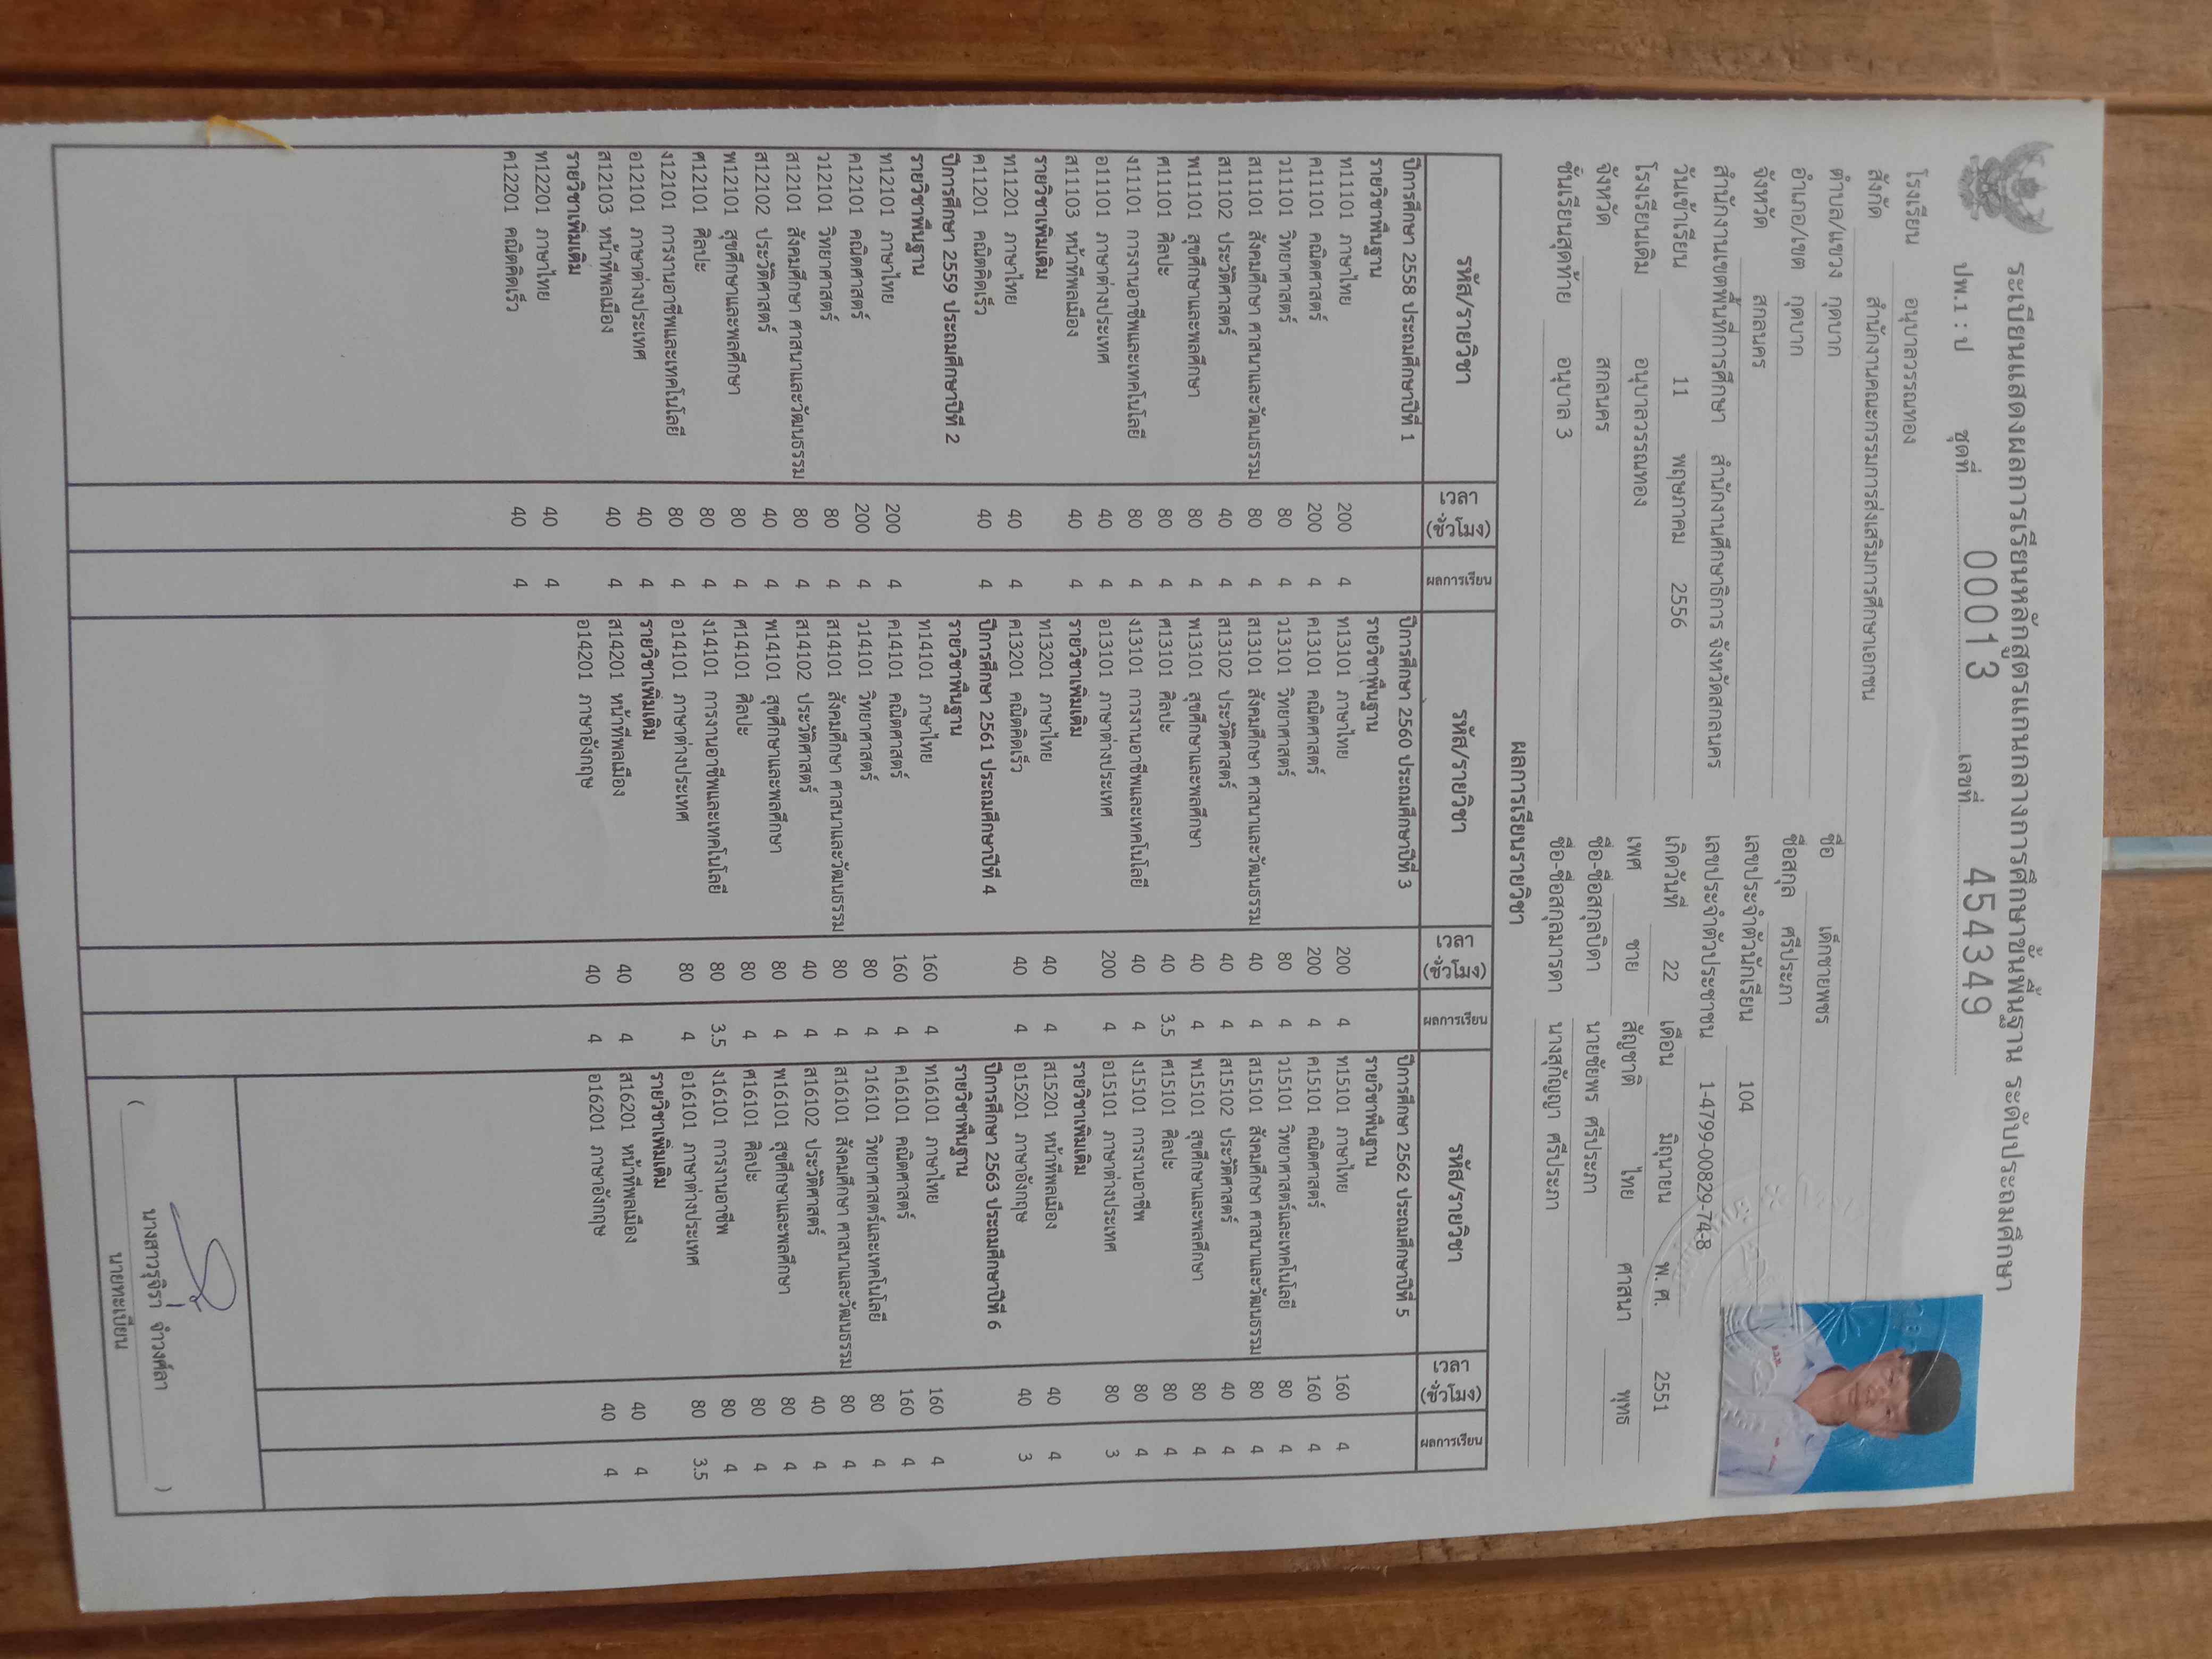 ระเบียนแสดงผลการเรียนหลักสูตรแกนกลางการศึกษาขั้นพื้นฐาน ระดับประถมศึกษา
ปพ.1 : ป ชุดที่ 00013 เลขที่ 454349
โรงเรียน อนุบาลวรรณทอง
สังกัด สำนักงานคณะกรรมการส่งเสริมการศึกษาเอกชน
ตำบล/แขวง กุดบาก
อำเภอ/เขต กุดบาก
จังหวัด สกลนคร
สำนักงานเขตพื้นที่การศึกษา สำนักงานศึกษาธิการ จังหวัดสกลนคร
วันเข้าเรียน 11 พฤษภาคม 2556
โรงเรียนเดิม อนุบาลวรรณทอง
จังหวัด สกลนคร
ชั้นเรียนสุดท้าย อนุบาล 3
ชื่อ เด็กชายพชร
ชื่อสกุล ศรีประภา
เลขประจำตัวนักเรียน 104
เลขประจำตัวประชาชน 1-4799-00829-74-8
เกิดวันที่ 22 เดือน มิถุนายน พ. ศ. 2551
เพศ ชาย สัญชาติ ไทย ศาสนา พุทธ
ชื่อ-ชื่อสกุลบิดา นายชัยพร ศรีประภา
ชื่อ-ชื่อสกุลมารดา นางสุกัญญา ศรีประภา
ผลการเรียนรายวิชา
รหัส/รายวิชา เวลา (ชั่วโมง) ผลการเรียน
ปีการศึกษา 2558 ประถมศึกษาปีที่ 1
รายวิชาพื้นฐาน
ท11101 ภาษาไทย 200 4
ค11101 คณิตศาสตร์ 200 4
ว11101 วิทยาศาสตร์ 80 4
ส11101 สังคมศึกษา ศาสนาและวัฒนธรรม 80 4
ส11102 ประวัติศาสตร์ 40 4
พ11101 สุขศึกษาและพลศึกษา 80 4
ศ11101 ศิลปะ 80 4
ง11101 การงานอาชีพและเทคโนโลยี 80 4
อ11101 ภาษาต่างประเทศ 40 4
ส11103 หน้าที่พลเมือง 40 4
รายวิชาเพิ่มเติม
ท11201 ภาษาไทย 40 4
ค11201 คณิตคิดเร็ว 40 4
ปีการศึกษา 2559 ประถมศึกษาปีที่ 2
รายวิชาพื้นฐาน
ท12101 ภาษาไทย 200 4
ค12101 คณิตศาสตร์ 200 4
ว12101 วิทยาศาสตร์ 80 4
ส12101 สังคมศึกษา ศาสนาและวัฒนธรรม 80 4
ส12102 ประวัติศาสตร์ 40 4
พ12101 สุขศึกษาและพลศึกษา 80 4
ศ12101 ศิลปะ 80 4
ง12101 การงานอาชีพและเทคโนโลยี 80 4
อ12101 ภาษาต่างประเทศ 40 4
ส12103 หน้าที่พลเมือง 40 4
รายวิชาเพิ่มเติม
ท12201 ภาษาไทย 40 4
ค12201 คณิตคิดเร็ว 40 4
รหัส/รายวิชา เวลา (ชั่วโมง) ผลการเรียน
ปีการศึกษา 2560 ประถมศึกษาปีที่ 3
รายวิชาพื้นฐาน
ท13101 ภาษาไทย 200 4
ค13101 คณิตศาสตร์ 200 4
ว13101 วิทยาศาสตร์ 80 4
ส13101 สังคมศึกษา ศาสนาและวัฒนธรรม 40 4
ส13102 ประวัติศาสตร์ 40 4
พ13101 สุขศึกษาและพลศึกษา 40 4
ศ13101 ศิลปะ 40 3.5
ง13101 การงานอาชีพและเทคโนโลยี 40 4
อ13101 ภาษาต่างประเทศ 200 4
รายวิชาเพิ่มเติม
ท13201 ภาษาไทย 40 4
ค13201 คณิตคิดเร็ว 40 4
ปีการศึกษา 2561 ประถมศึกษาปีที่ 4
รายวิชาพื้นฐาน
ท14101 ภาษาไทย 160 4
ค14101 คณิตศาสตร์ 160 4
ว14101 วิทยาศาสตร์ 80 4
ส14101 สังคมศึกษา ศาสนาและวัฒนธรรม 80 4
ส14102 ประวัติศาสตร์ 40 4
พ14101 สุขศึกษาและพลศึกษา 80 4
ศ14101 ศิลปะ 80 4
ง14101 การงานอาชีพและเทคโนโลยี 80 3.5
อ14101 ภาษาต่างประเทศ 80 4
รายวิชาเพิ่มเติม
ส14201 หน้าที่พลเมือง 40 4
อ14201 ภาษาอังกฤษ 40 4
รหัส/รายวิชา เวลา (ชั่วโมง) ผลการเรียน
ปีการศึกษา 2562 ประถมศึกษาปีที่ 5
รายวิชาพื้นฐาน
ท15101 ภาษาไทย 160 4
ค15101 คณิตศาสตร์ 160 4
ว15101 วิทยาศาสตร์และเทคโนโลยี 80 4
ส15101 สังคมศึกษา ศาสนาและวัฒนธรรม 80 4
ส15102 ประวัติศาสตร์ 40 4
พ15101 สุขศึกษาและพลศึกษา 80 4
ศ15101 ศิลปะ 80 4
ง15101 การงานอาชีพ 80 4
อ15101 ภาษาต่างประเทศ 80 3
รายวิชาเพิ่มเติม
ส15201 หน้าที่พลเมือง 40 4
อ15201 ภาษาอังกฤษ 40 3
ปีการศึกษา 2563 ประถมศึกษาปีที่ 6
รายวิชาพื้นฐาน
ท16101 ภาษาไทย 160 4
ค16101 คณิตศาสตร์ 160 4
ว16101 วิทยาศาสตร์และเทคโนโลยี 80 4
ส16101 สังคมศึกษา ศาสนาและวัฒนธรรม 80 4
ส16102 ประวัติศาสตร์ 40 4
พ16101 สุขศึกษาและพลศึกษา 80 4
ศ16101 ศิลปะ 80 4
ง16101 การงานอาชีพ 80 4
อ16101 ภาษาต่างประเทศ 80 3.5
รายวิชาเพิ่มเติม
ส16201 หน้าที่พลเมือง 40 4
อ16201 ภาษาอังกฤษ 40 4
( นางสาวรุจิรา จำวงศ์ลา )
นายทะเบียน